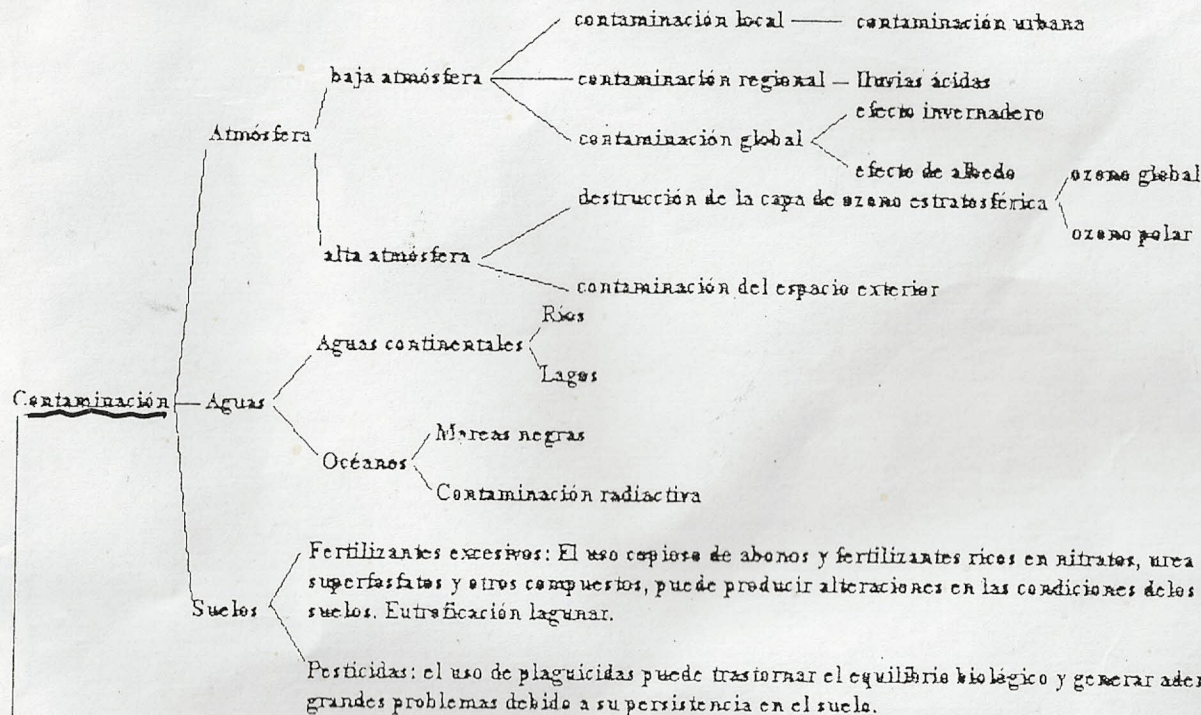 contaminación local — contaminación urbana
baja atmósfera
contaminación regional — lluvias ácidas
efecto invernadero
Atmósfera
contaminación global
efecto de albedo
ozono global
destrucción de la capa de ozono estratosférica
ozono polar
alta atmósfera
contaminación del espacio exterior
Ríos
Aguas continentales
Lagos
Contaminación — Aguas
Mareas negras
Océanos
Contaminación radiactiva
Fertilizantes excesivos: El uso copioso de abonos y fertilizantes ricos en nitratos, urea
superfosfatos y otros compuestos, puede producir alteraciones en las condiciones delos
Suelos
suelos. Eutroficación lagunar.
Pesticidas: el uso de plaguicidas puede trastornar el equilibrio biológico y generar ader
grandes problemas debido a su persistencia en el suelo.